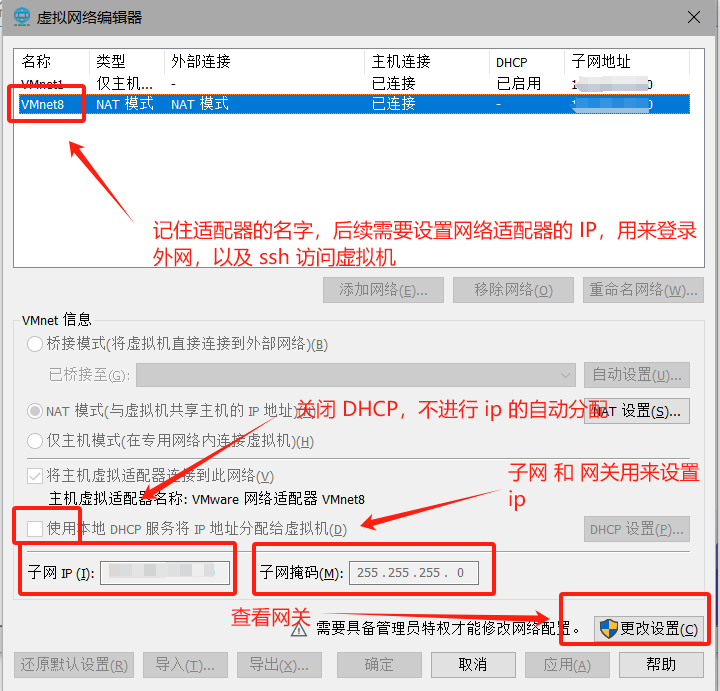 虚拟网络编辑器
名称 类型 外部连接 主机连接 DHCP 子网地址
VMnet1 仅主机... - 已连接 已启用
VMnet8 NAT 模式 NAT 模式 已连接 -
记住适配器的名字，后续需要设置网络适配器的 IP，用来登录
外网，以及 ssh 访问虚拟机
添加网络(E)... 移除网络(O) 重命名网络(W)...
VMnet 信息
桥接模式(将虚拟机直接连接到外部网络)(B)
已桥接至(G): 自动设置(U)...
关闭 DHCP，不进行 ip 的自动分配
NAT 模式(与虚拟机共享主机的 IP 地址) NAT 设置(S)...
仅主机模式(在专用网络内连接虚拟机)(H)
将主机虚拟适配器连接到此网络(V)
子网 和 网关用来设置
ip
主机虚拟适配器名称: VMware 网络适配器 VMnet8
使用本地 DHCP 服务将 IP 地址分配给虚拟机(D) DHCP 设置(P)...
子网 IP (I): 子网掩码(M): 255 . 255 . 255 . 0
查看网关
需要具备管理员特权才能修改网络配置。 更改设置(C)
还原默认设置(R) 导入(T)... 导出(X)... 确定 取消 应用(A) 帮助